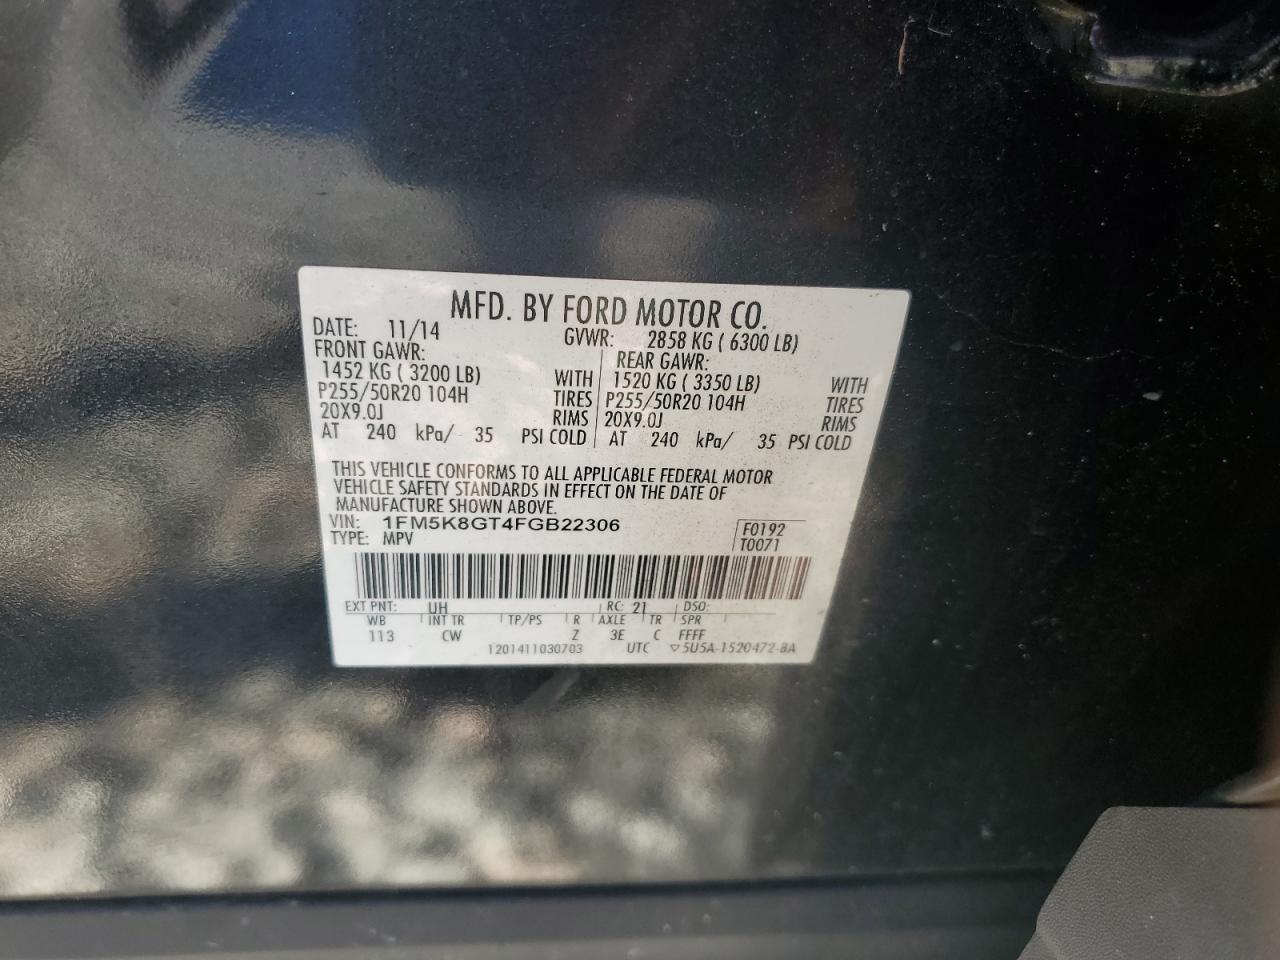 MFD. BY FORD MOTOR CO.
DATE: 11/14 GVWR: 2858 KG ( 6300 LB)
FRONT GAWR: REAR GAWR:
1452 KG ( 3200 LB) WITH 1520 KG ( 3350 LB) WITH
P255/50R20 104H TIRES P255/50R20 104H TIRES
20X9.0J RIMS 20X9.0J RIMS
AT 240 kPa/ 35 PSI COLD AT 240 kPa/ 35 PSI COLD
THIS VEHICLE CONFORMS TO ALL APPLICABLE FEDERAL MOTOR
VEHICLE SAFETY STANDARDS IN EFFECT ON THE DATE OF
MANUFACTURE SHOWN ABOVE.
VIN: 1FM5K8GT4FGB22306 F0192
TYPE: MPV T0071
EXT PNT: UH RC: 21 DSO:
WB INT TR TP/PS R AXLE TR SPR
113 CW Z 3E C FFFF
1201411030703 UTC ▽5U5A-1520472-BA